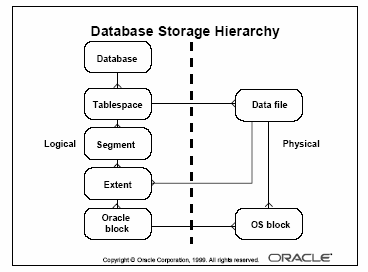 Database Storage Hierarchy
Database
Tablespace
Data file
Logical
Segment
Physical
Extent
Oracle
block
OS block
Copyright © Oracle Corporation, 1999. All rights reserved.
ORACLE